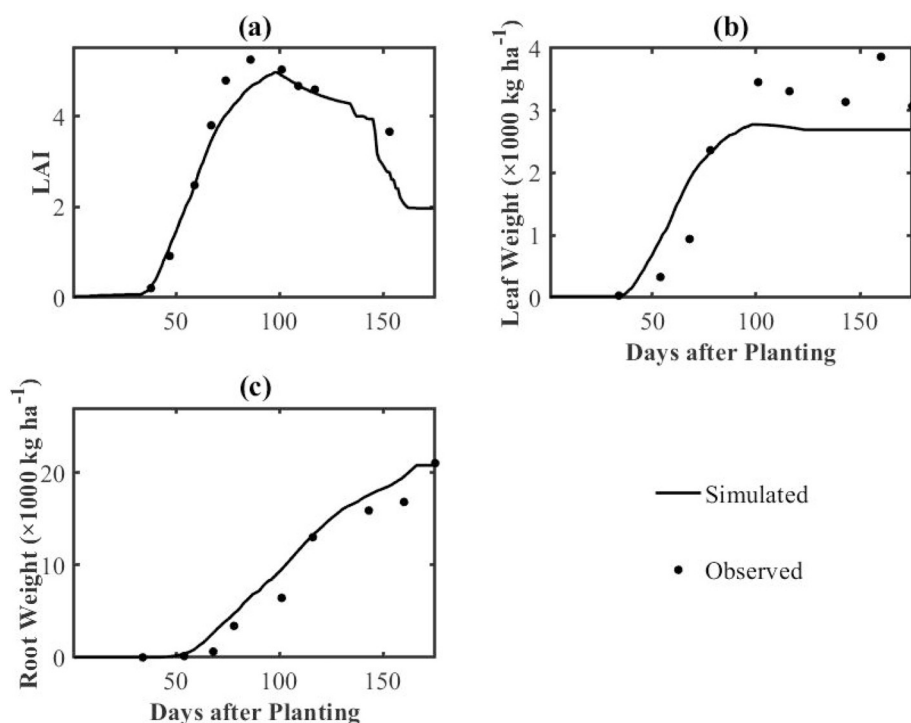 (a)
LAI
4
2
0
50
100
150
(b)
Leaf Weight (×1000 kg ha⁻¹)
4
3
2
1
0
50
100
150
Days after Planting
(c)
Root Weight (×1000 kg ha⁻¹)
20
10
0
50
100
150
Days after Planting
Simulated
Observed